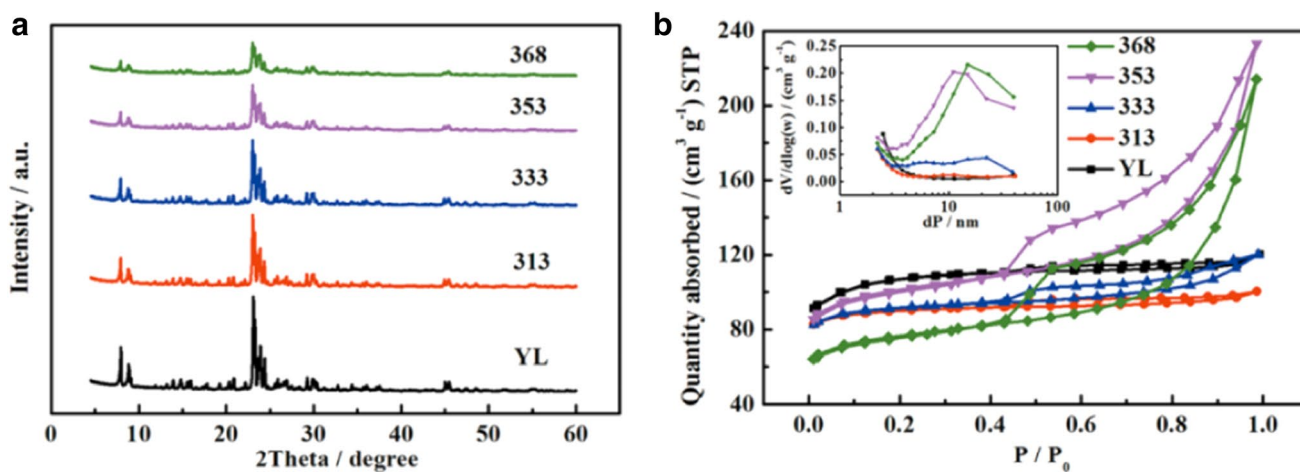 a
Intensity / a.u.
368
353
333
313
YL
0 10 20 30 40 50 60
2Theta / degree
b
Quantity absorbed / (cm³ g⁻¹) STP
240
200
160
120
80
40
0.0 0.2 0.4 0.6 0.8 1.0
P / P₀
dV/dlog(w) / (cm³ g⁻¹)
0.25
0.20
0.15
0.10
0.05
0.00
1 10 100
dP / nm
368
353
333
313
YL